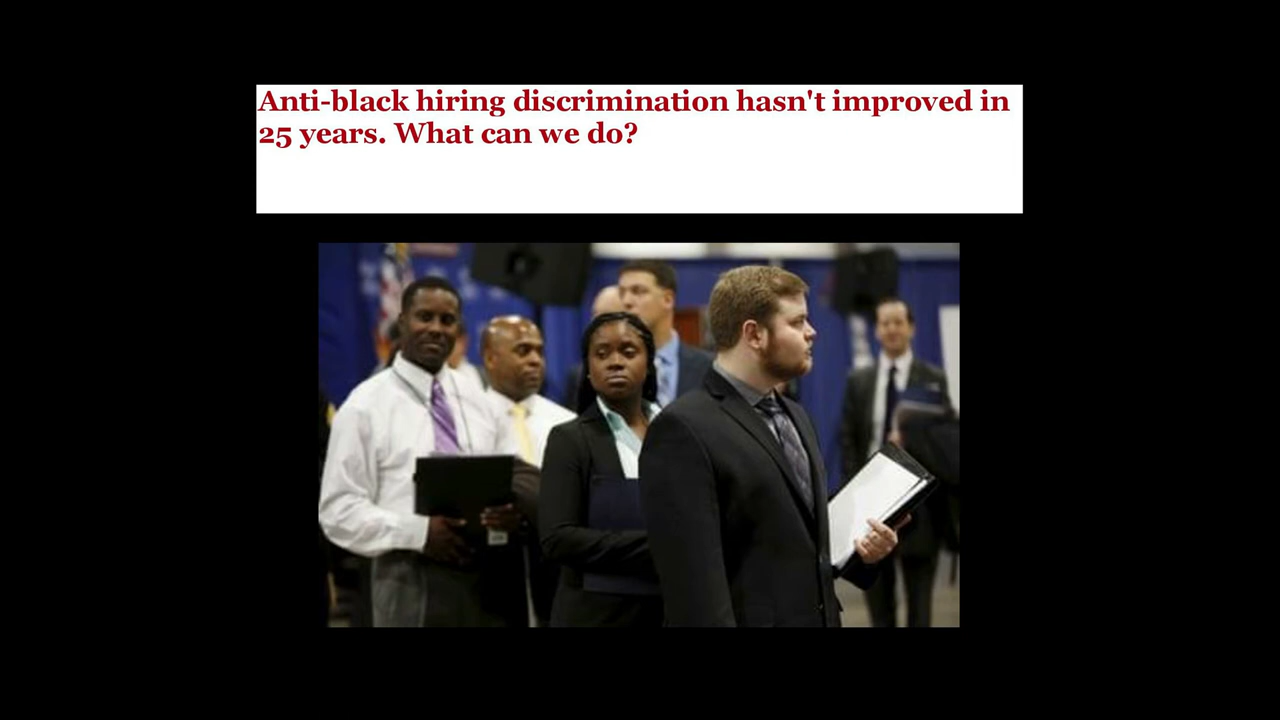 Anti-black hiring discrimination hasn't improved in
25 years. What can we do?